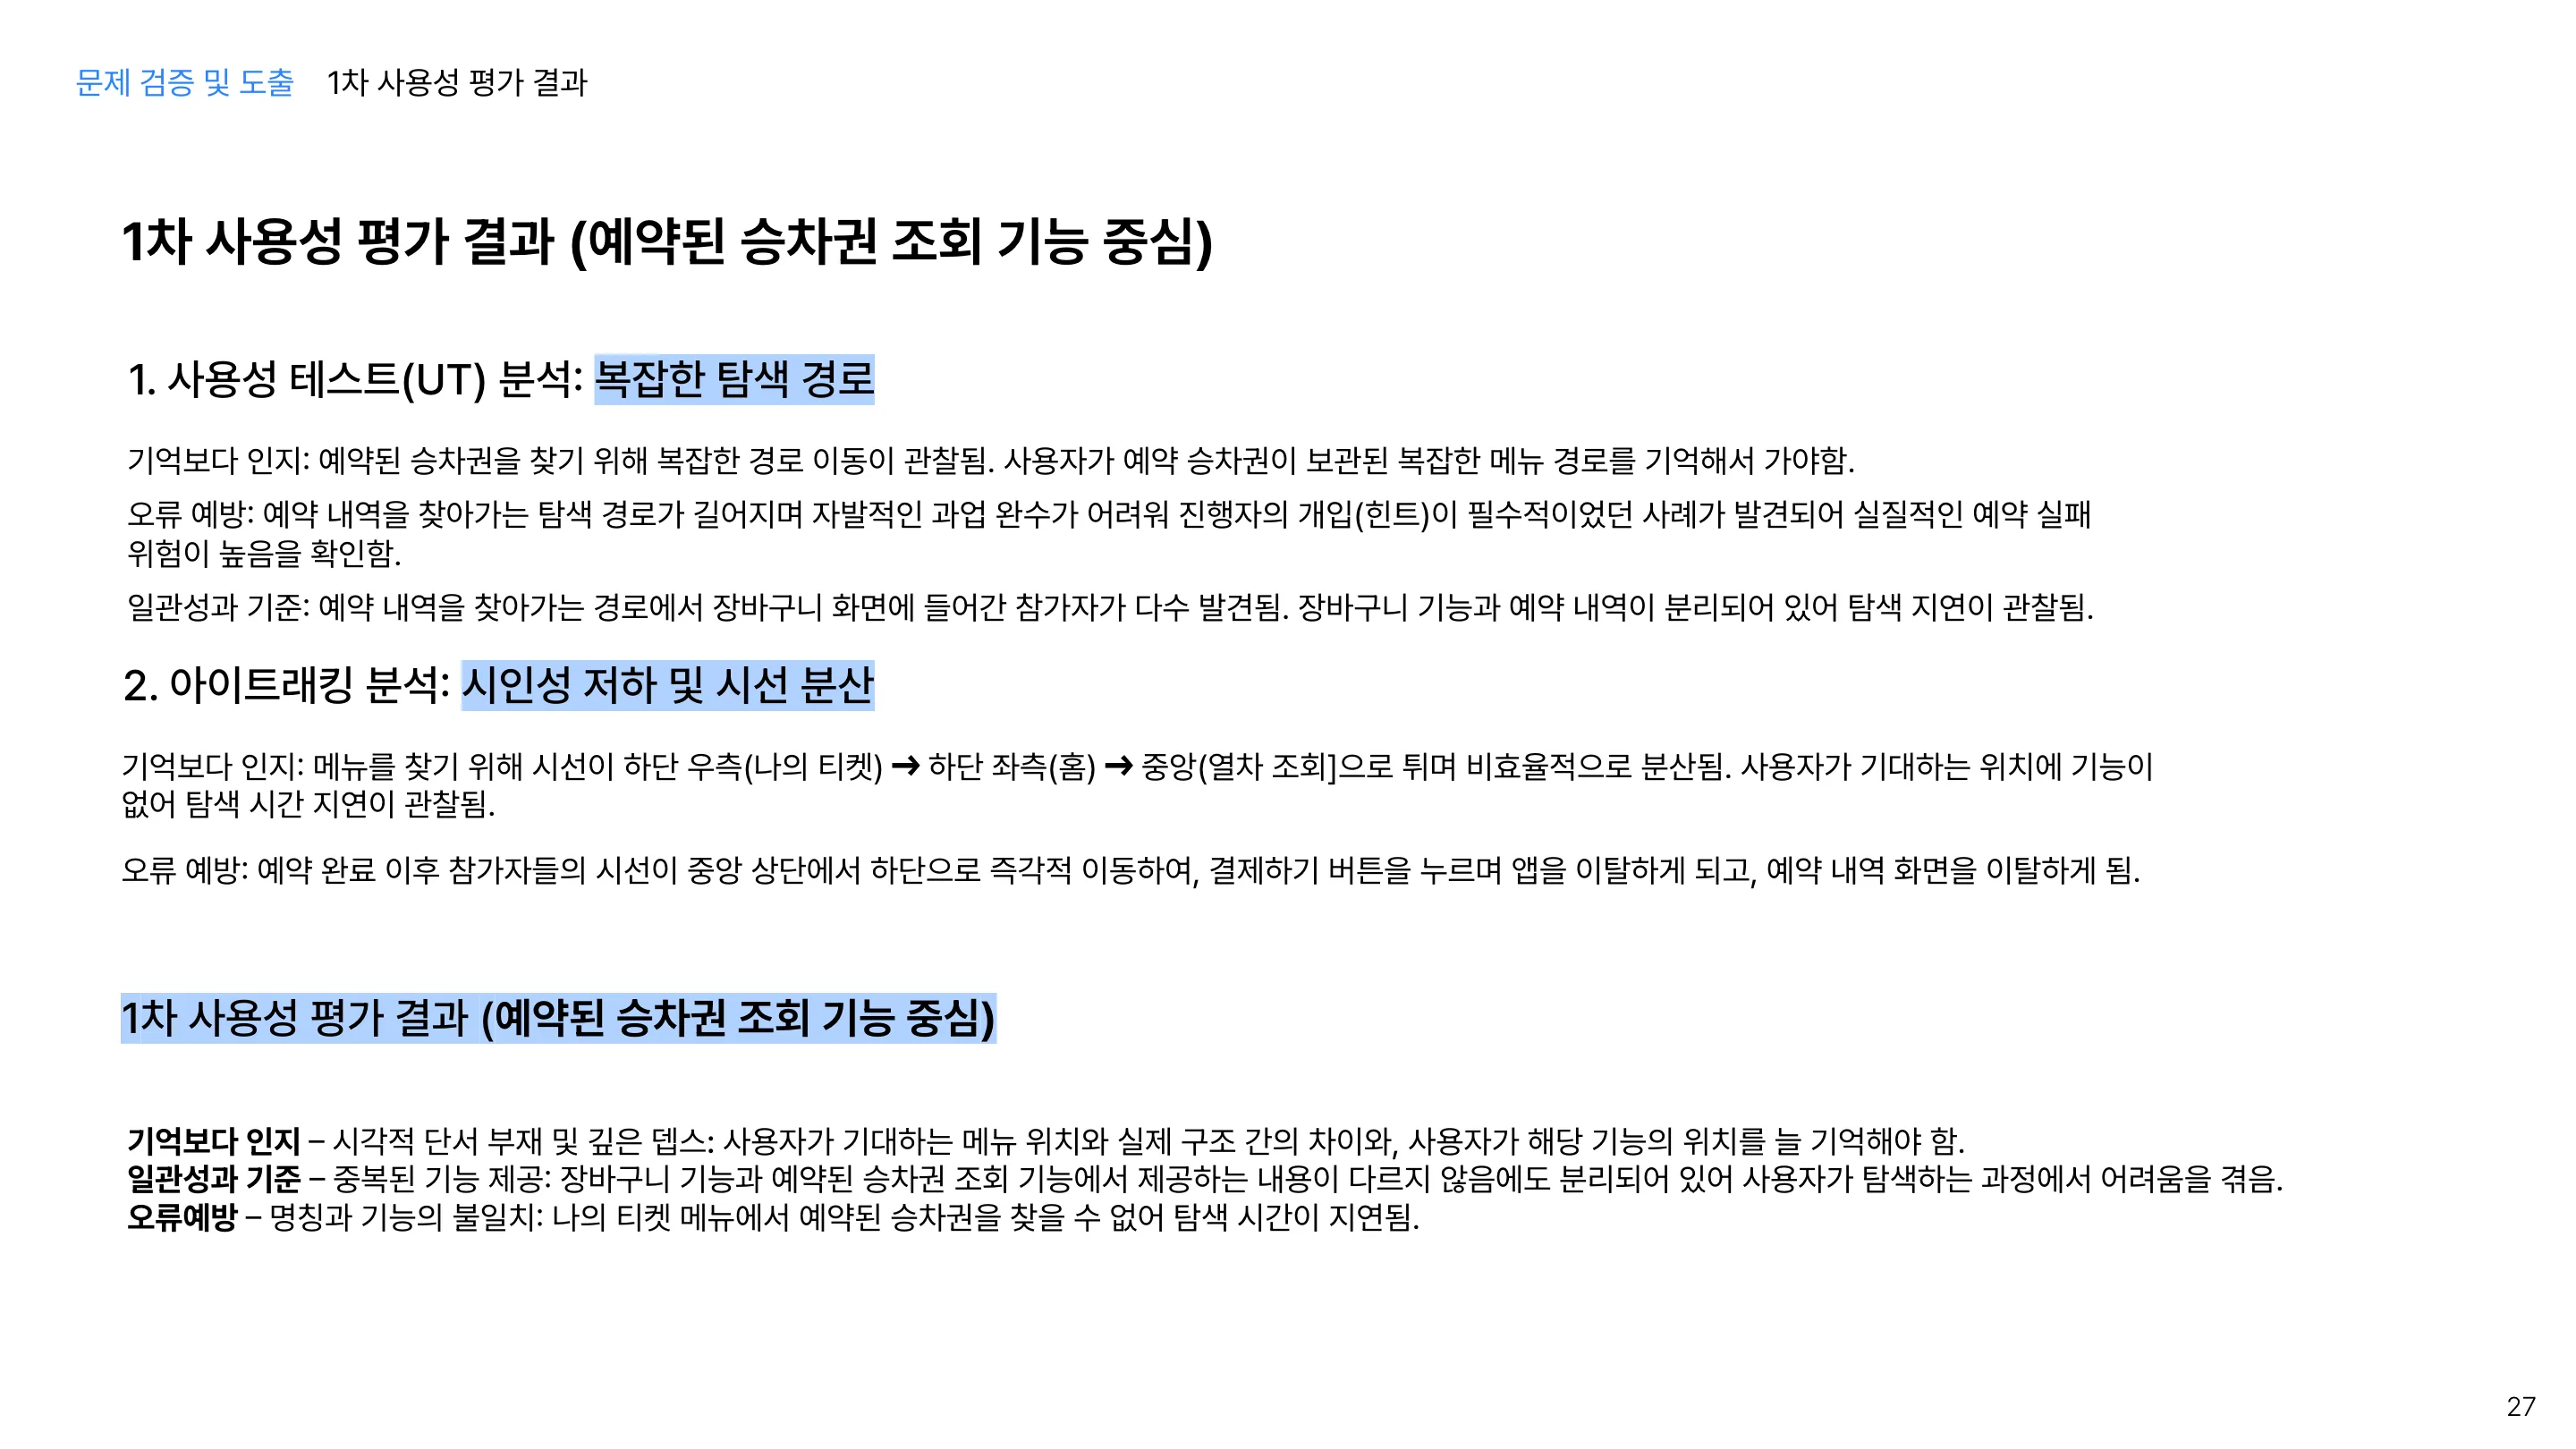 문제 검증 및 도출 1차 사용성 평가 결과
1차 사용성 평가 결과 (예약된 승차권 조회 기능 중심)
1. 사용성 테스트(UT) 분석: 복잡한 탐색 경로
기억보다 인지: 예약된 승차권을 찾기 위해 복잡한 경로 이동이 관찰됨. 사용자가 예약 승차권이 보관된 복잡한 메뉴 경로를 기억해서 가야함.
오류 예방: 예약 내역을 찾아가는 탐색 경로가 길어지며 자발적인 과업 완수가 어려워 진행자의 개입(힌트)이 필수적이었던 사례가 발견되어 실질적인 예약 실패
위험이 높음을 확인함.
일관성과 기준: 예약 내역을 찾아가는 경로에서 장바구니 화면에 들어간 참가자가 다수 발견됨. 장바구니 기능과 예약 내역이 분리되어 있어 탐색 지연이 관찰됨.
2. 아이트래킹 분석: 시인성 저하 및 시선 분산
기억보다 인지: 메뉴를 찾기 위해 시선이 하단 우측(나의 티켓) → 하단 좌측(홈) → 중앙(열차 조회]으로 튀며 비효율적으로 분산됨. 사용자가 기대하는 위치에 기능이
없어 탐색 시간 지연이 관찰됨.
오류 예방: 예약 완료 이후 참가자들의 시선이 중앙 상단에서 하단으로 즉각적 이동하여, 결제하기 버튼을 누르며 앱을 이탈하게 되고, 예약 내역 화면을 이탈하게 됨.
1차 사용성 평가 결과 (예약된 승차권 조회 기능 중심)
기억보다 인지 – 시각적 단서 부재 및 깊은 뎁스: 사용자가 기대하는 메뉴 위치와 실제 구조 간의 차이와, 사용자가 해당 기능의 위치를 늘 기억해야 함.
일관성과 기준 – 중복된 기능 제공: 장바구니 기능과 예약된 승차권 조회 기능에서 제공하는 내용이 다르지 않음에도 분리되어 있어 사용자가 탐색하는 과정에서 어려움을 겪음.
오류예방 – 명칭과 기능의 불일치: 나의 티켓 메뉴에서 예약된 승차권을 찾을 수 없어 탐색 시간이 지연됨.
27